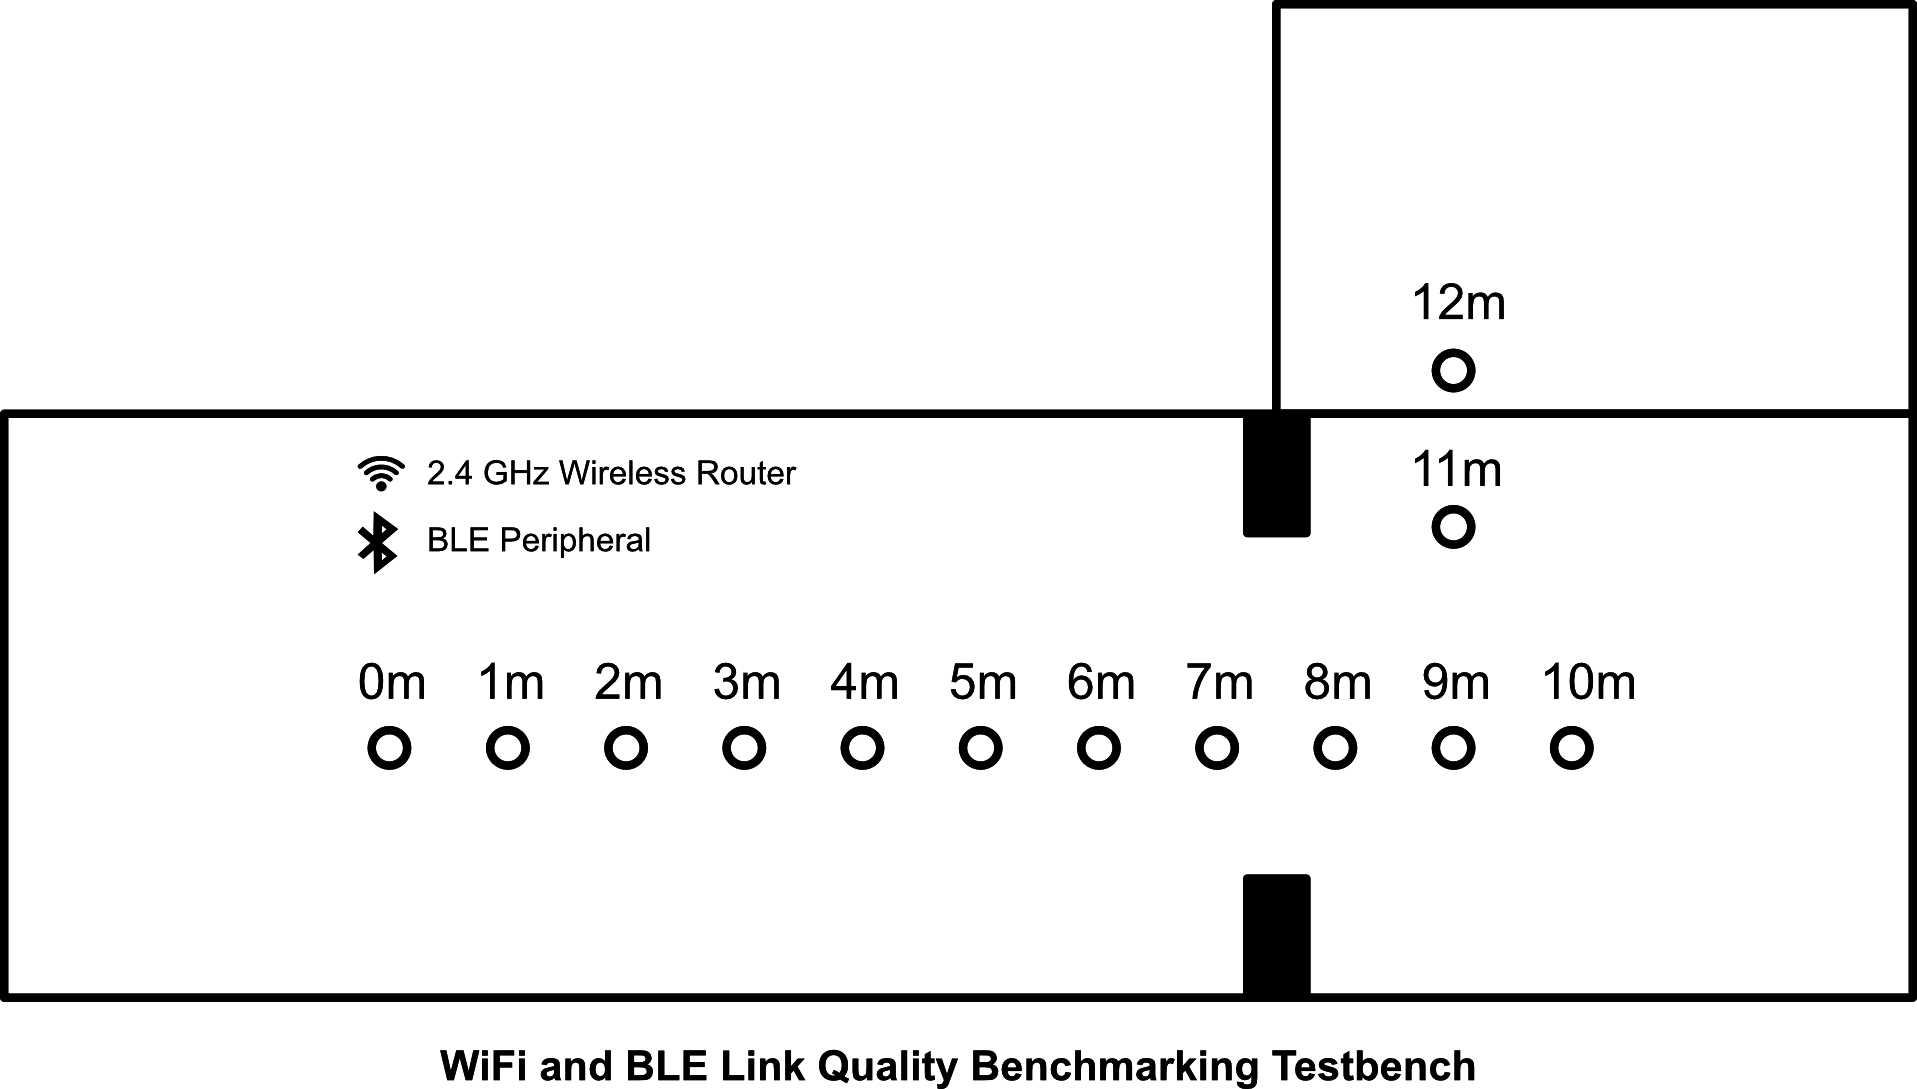 12m
11m
2.4 GHz Wireless Router
BLE Peripheral
0m 1m 2m 3m 4m 5m 6m 7m 8m 9m 10m
WiFi and BLE Link Quality Benchmarking Testbench